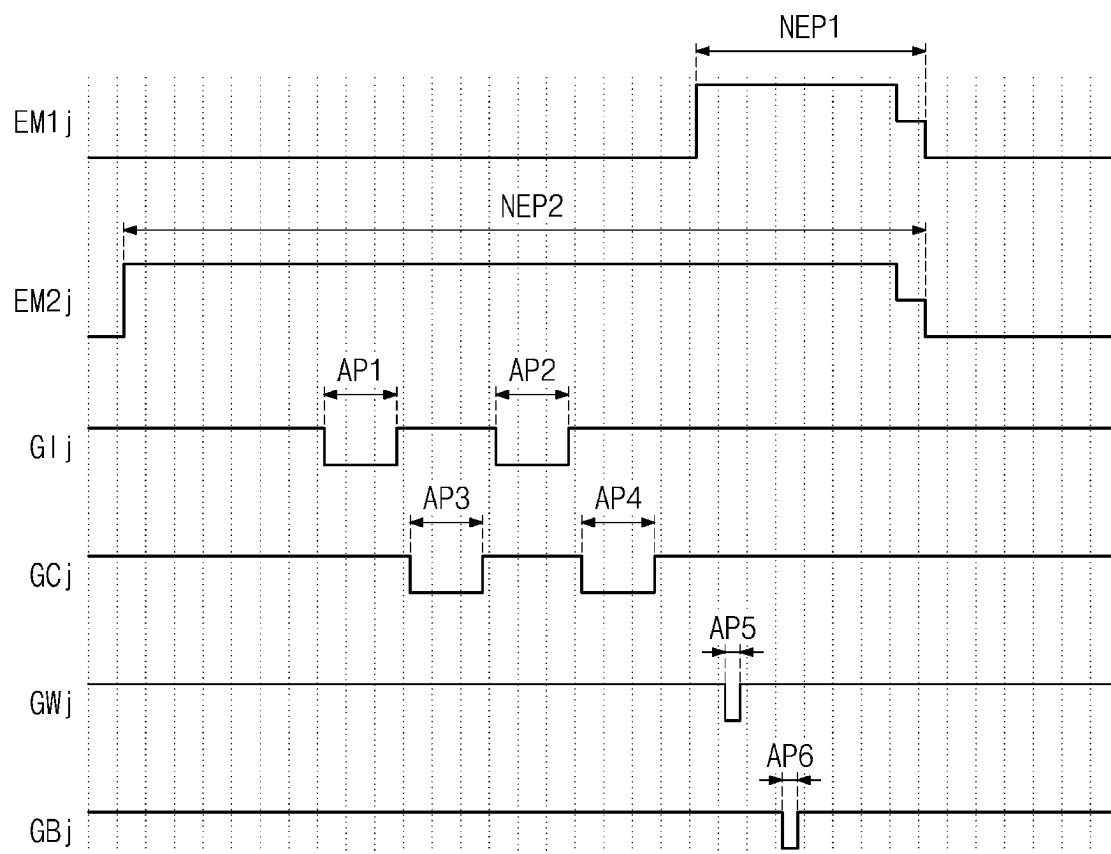 NEP1
EM1j
NEP2
EM2j
AP1 AP2
GIj
AP3 AP4
GCj
AP5
GWj
AP6
GBj